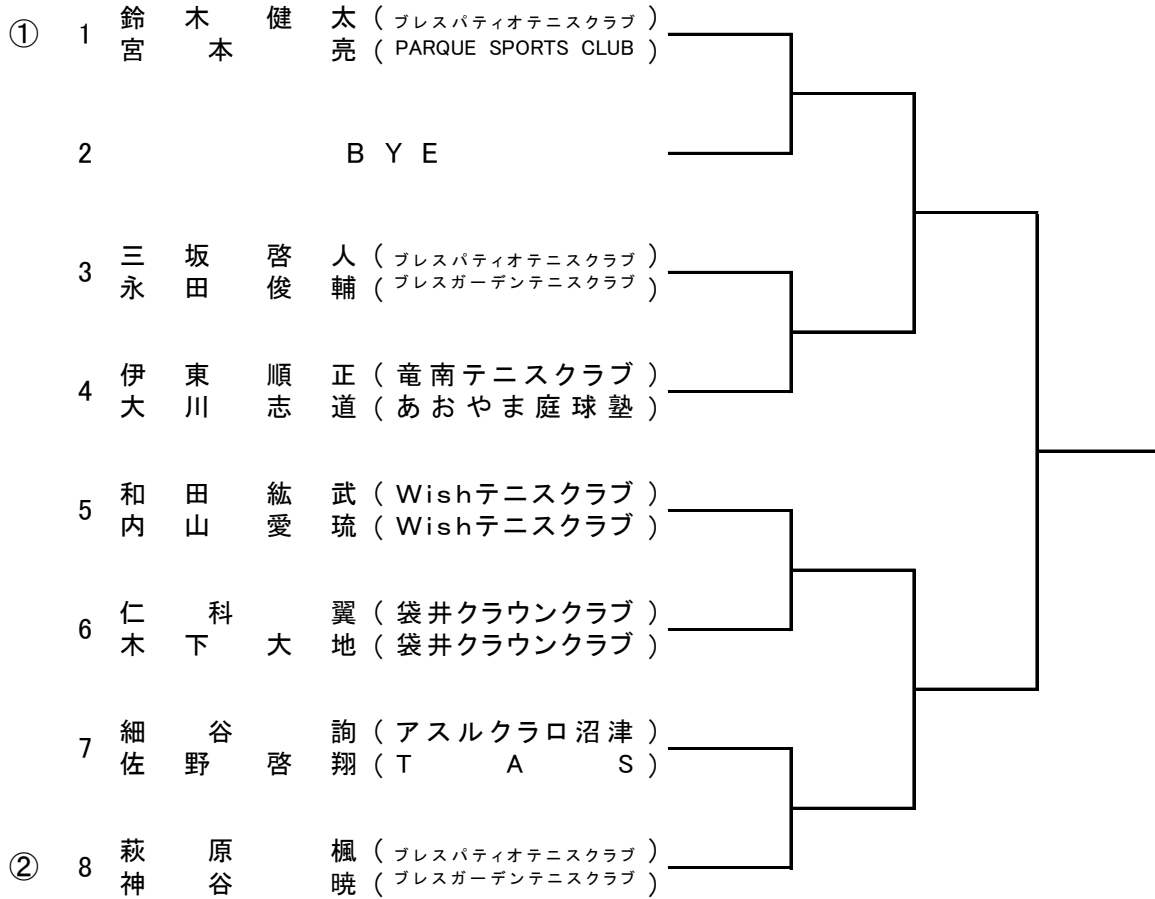 ① 1 鈴木健太(ブレスパティオテニスクラブ)
宮本亮(PARQUE SPORTS CLUB)
2 BYE
3 三坂啓人(ブレスパティオテニスクラブ)
永田俊輔(ブレスガーデンテニスクラブ)
4 伊東順正(竜南テニスクラブ)
大川志道(あおやま庭球塾)
5 和田紘武(Wishテニスクラブ)
内山愛琉(Wishテニスクラブ)
6 仁科翼(袋井クラウンクラブ)
木下大地(袋井クラウンクラブ)
7 細谷詢(アスルクラロ沼津)
佐野啓翔(TAS)
② 8 萩原楓(ブレスパティオテニスクラブ)
神谷暁(ブレスガーデンテニスクラブ)